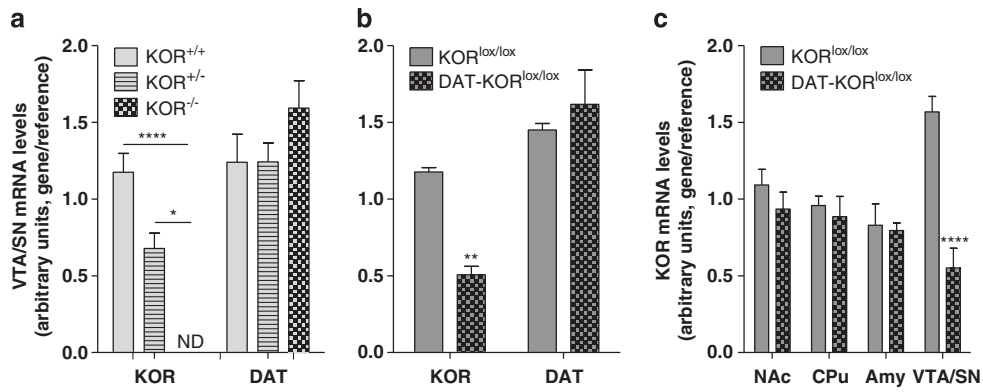 a
VTA/SN mRNA levels
(arbitrary units, gene/reference)
2.0
1.5
1.0
0.5
0.0
KOR+/+
KOR+/-
KOR-/-
****
*
ND
KOR DAT
b
2.0
1.5
1.0
0.5
0.0
KORlox/lox
DAT-KORlox/lox
**
KOR DAT
c
KOR mRNA levels
(arbitrary units, gene/reference)
2.0
1.5
1.0
0.5
0.0
KORlox/lox
DAT-KORlox/lox
****
NAc CPu Amy VTA/SN